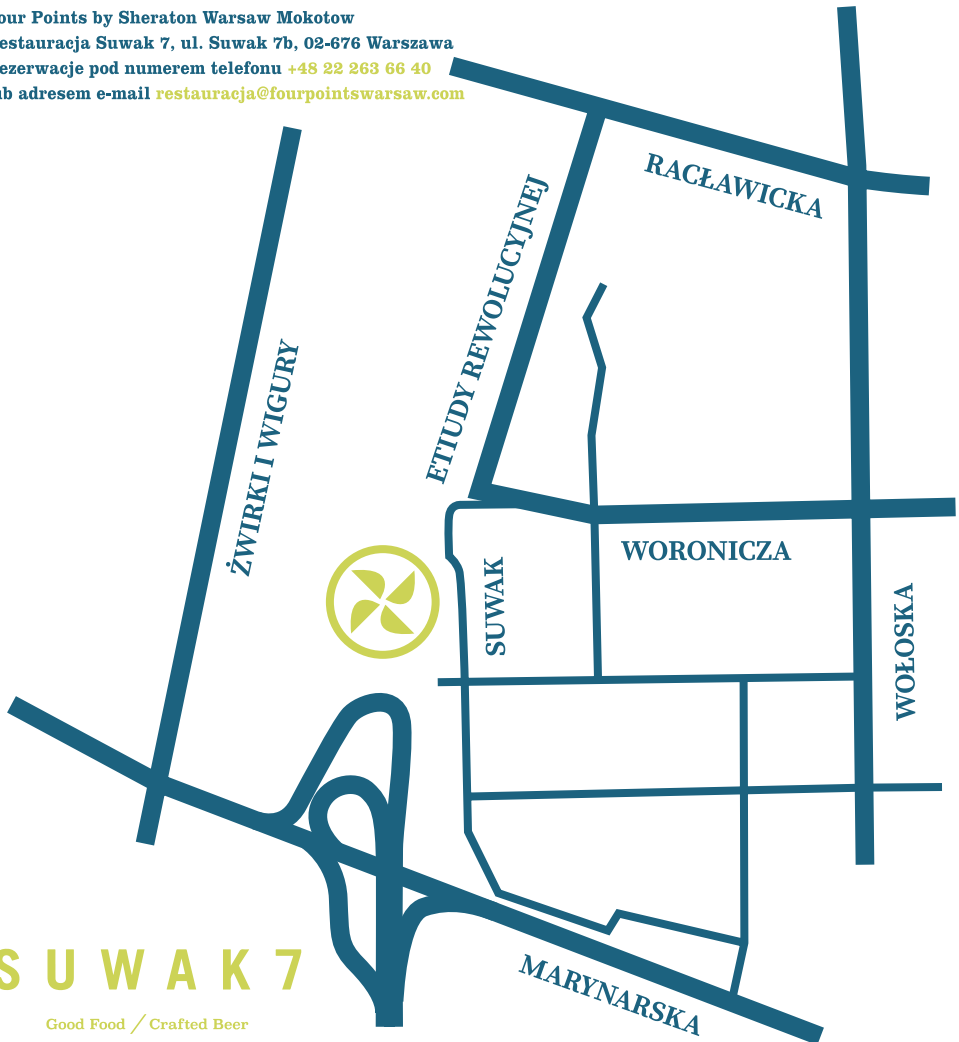 our Points by Sheraton Warsaw Mokotow
estauracja Suwak 7, ul. Suwak 7b, 02-676 Warszawa
ezerwacje pod numerem telefonu +48 22 263 66 40
ub adresem e-mail restauracja@fourpointswarsaw.com
RACŁAWICKA
ETIUDY REWOLUCYJNEJ
ŻWIRKI I WIGURY
WORONICZA
SUWAK
WOŁOSKA
MARYNARSKA
SUWAK 7
Good Food / Crafted Beer